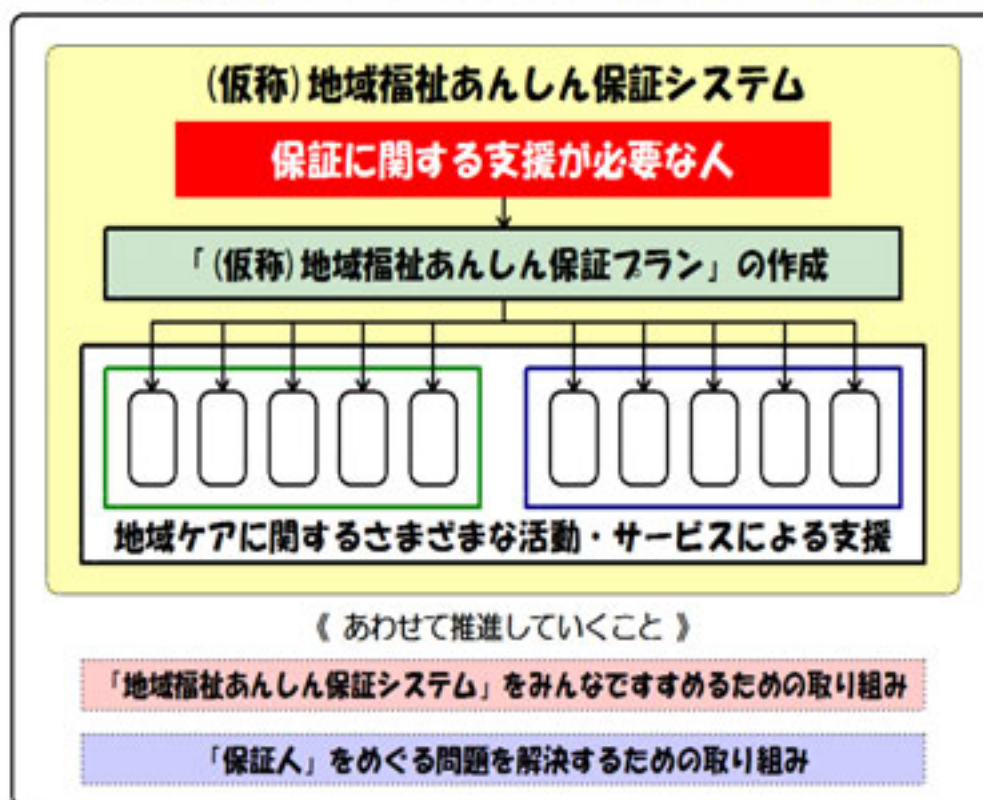 (仮称)地域福祉あんしん保証システム
保証に関する支援が必要な人
「(仮称)地域福祉あんしん保証プラン」の作成
地域ケアに関するさまざまな活動・サービスによる支援
《 あわせて推進していくこと 》
「地域福祉あんしん保証システム」をみんなですすめるための取り組み
「保証人」をめぐる問題を解決するための取り組み